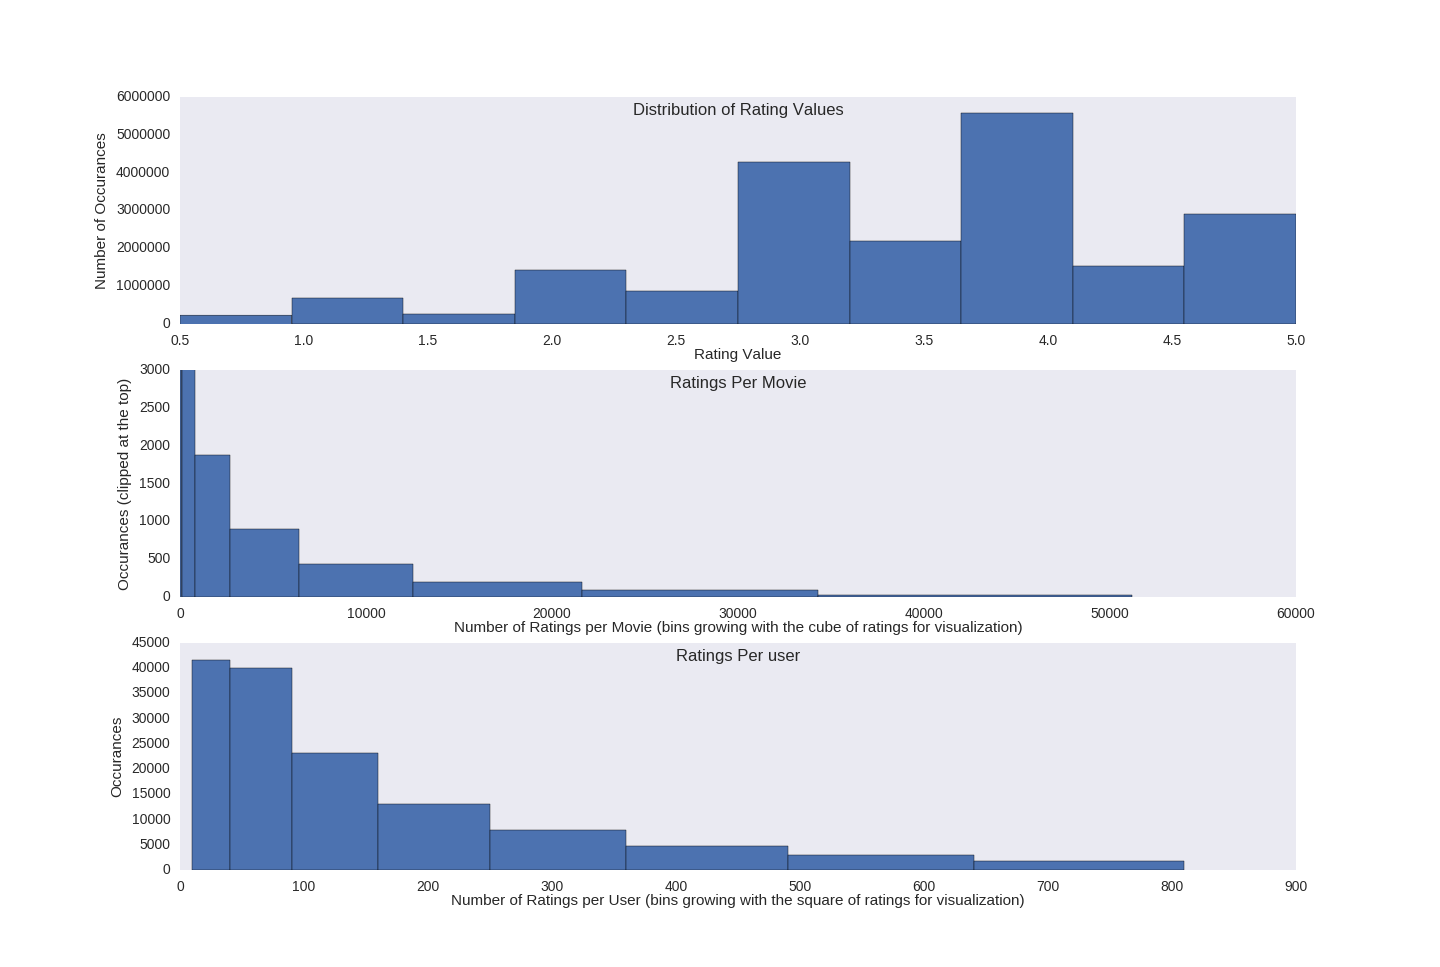 Distribution of Rating Values
Number of Occurances
6000000
5000000
4000000
3000000
2000000
1000000
0
0.5 1.0 1.5 2.0 2.5 3.0 3.5 4.0 4.5 5.0
Rating Value
Ratings Per Movie
Occurances (clipped at the top)
3000
2500
2000
1500
1000
500
0
0 10000 20000 30000 40000 50000 60000
Number of Ratings per Movie (bins growing with the cube of ratings for visualization)
Ratings Per user
Occurances
45000
40000
35000
30000
25000
20000
15000
10000
5000
0
0 100 200 300 400 500 600 700 800 900
Number of Ratings per User (bins growing with the square of ratings for visualization)